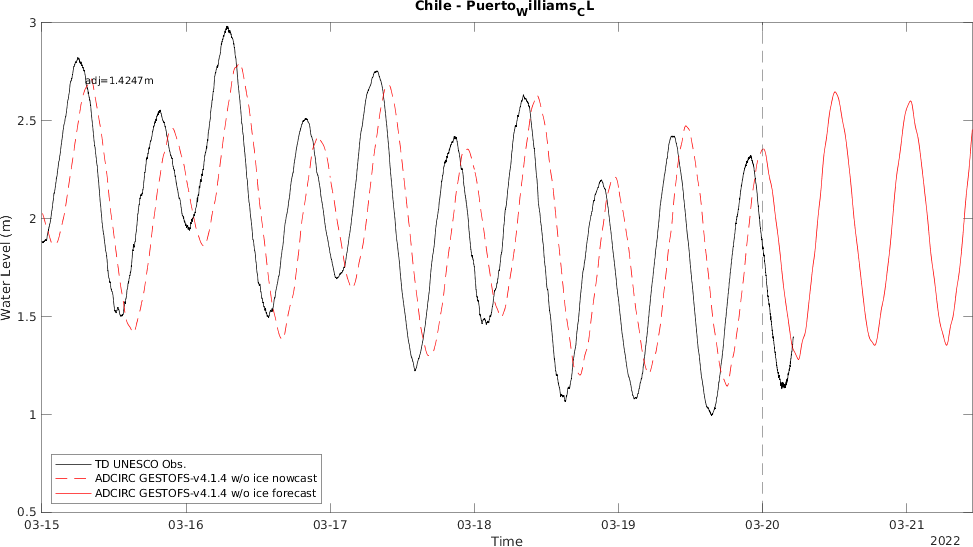 Chile - Puerto_Williams_CL
3
adj=1.4247m
2.5
2
Water Level (m)
1.5
1
TD UNESCO Obs.
ADCIRC GESTOFS-v4.1.4 w/o ice nowcast
ADCIRC GESTOFS-v4.1.4 w/o ice forecast
0.5
03-15 03-16 03-17 03-18 03-19 03-20 03-21
Time
2022